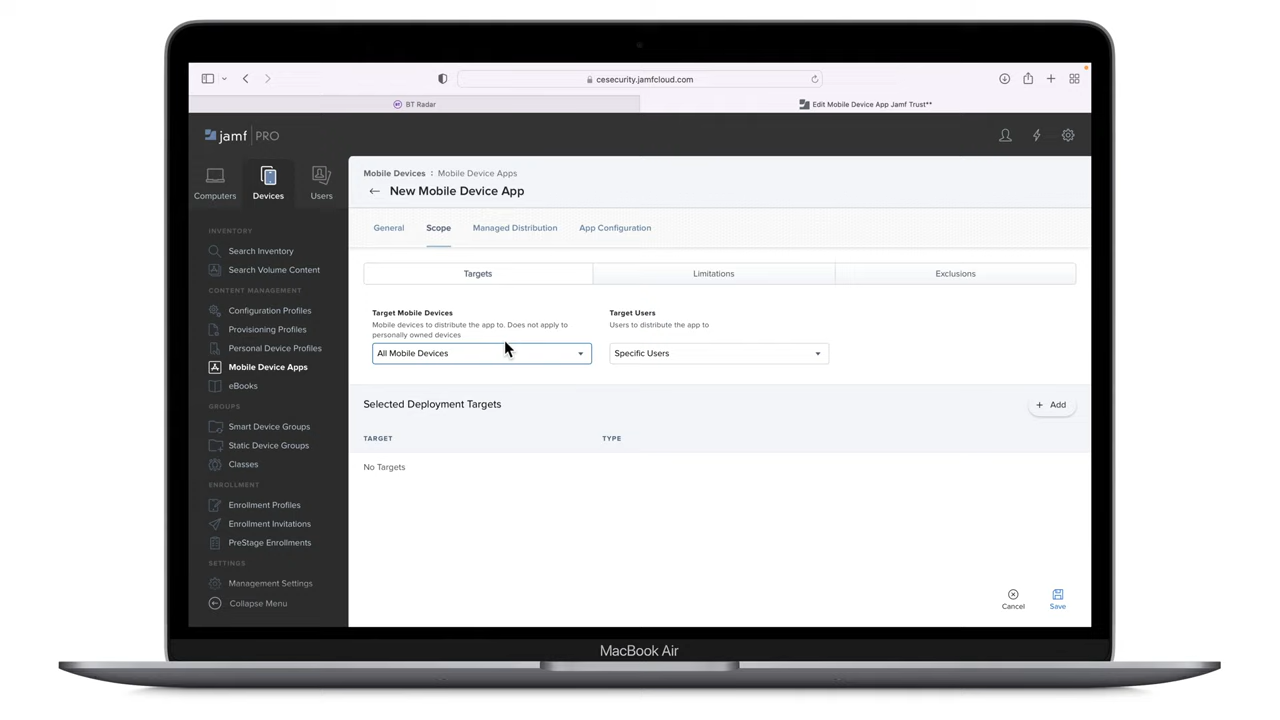 cesecurity.jamfcloud.com
BT Radar
Edit Mobile Device App Jamf Trust**
jamf PRO
Computers
Devices
Users
Mobile Devices : Mobile Device Apps
← New Mobile Device App
General
Scope
Managed Distribution
App Configuration
INVENTORY
Search Inventory
Search Volume Content
CONTENT MANAGEMENT
Configuration Profiles
Provisioning Profiles
Personal Device Profiles
Mobile Device Apps
eBooks
GROUPS
Smart Device Groups
Static Device Groups
Classes
ENROLLMENT
Enrollment Profiles
Enrollment Invitations
PreStage Enrollments
SETTINGS
Management Settings
Collapse Menu
Targets
Limitations
Exclusions
Target Mobile Devices
Mobile devices to distribute the app to. Does not apply to
personally owned devices
All Mobile Devices
Target Users
Users to distribute the app to
Specific Users
Selected Deployment Targets
+ Add
TARGET
TYPE
No Targets
Cancel
Save
MacBook Air